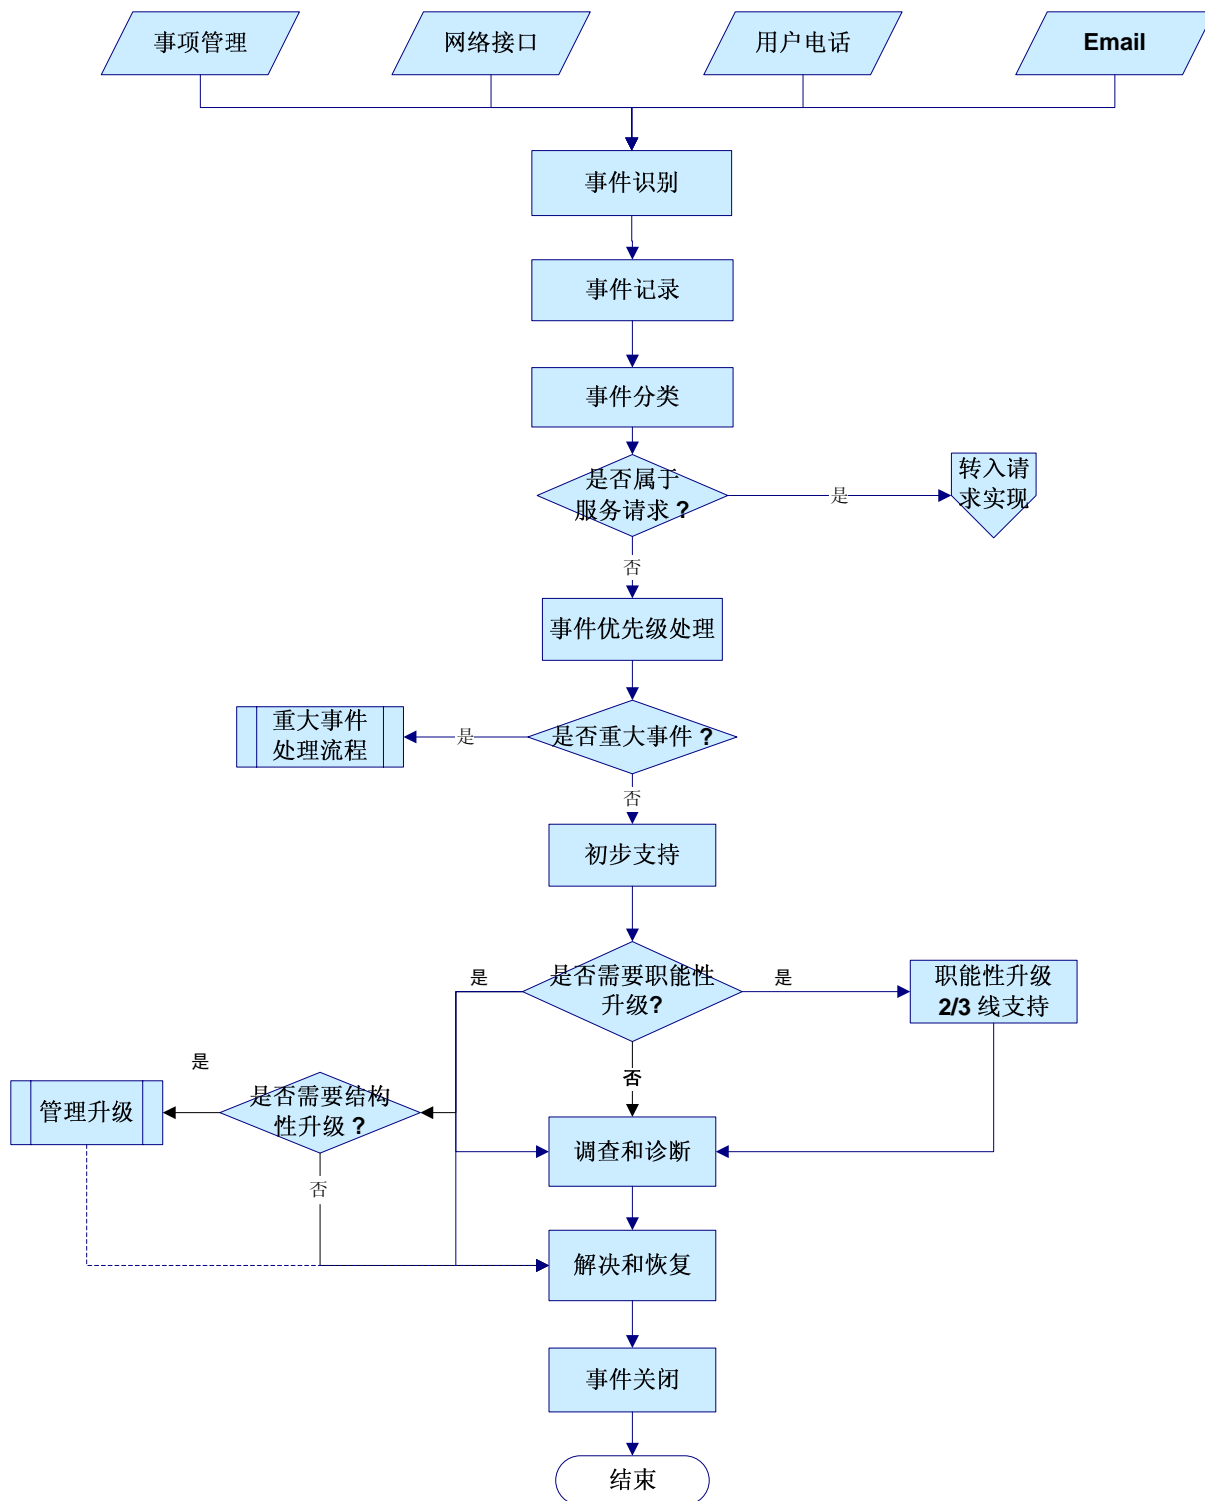 事项管理
网络接口
用户电话
Email
事件识别
事件记录
事件分类
是否属于
服务请求？
是
转入请
求实现
否
事件优先级处理
是否重大事件？
是
重大事件
处理流程
否
初步支持
是否需要职能性
升级?
是
是
职能性升级
2/3 线支持
否
是
是否需要结构
性升级？
管理升级
否
调查和诊断
解决和恢复
事件关闭
结束